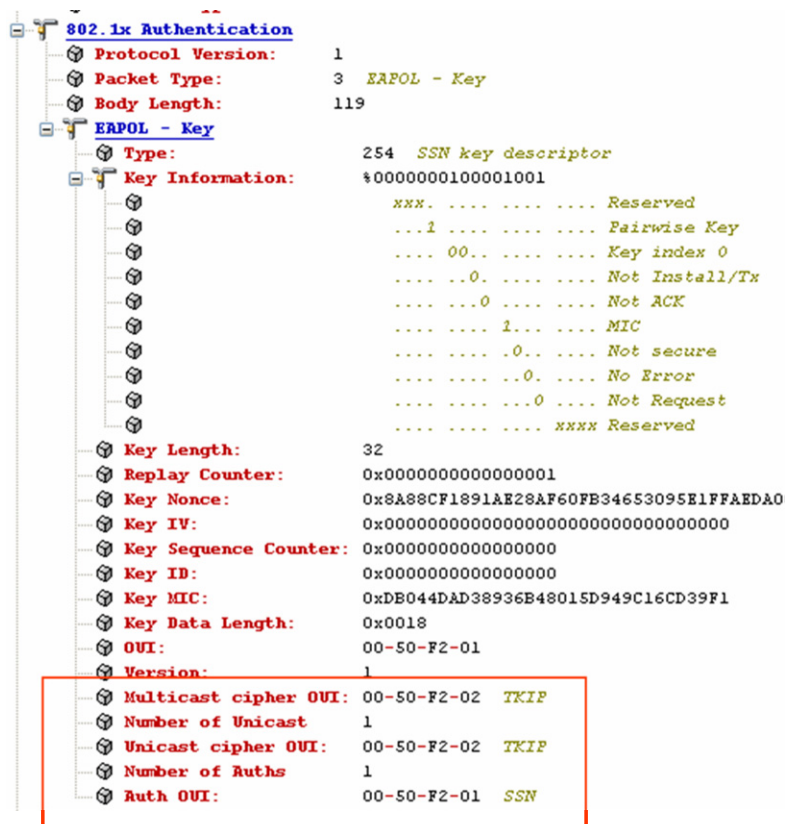 802.1x Authentication
Protocol Version: 1
Packet Type: 3 EAPOL - Key
Body Length: 119
EAPOL - Key
Type: 254 SSN key descriptor
Key Information: %0000000100001001
xxx. .... .... .... Reserved
...1 .... .... .... Pairwise Key
.... 00.. .... .... Key index 0
.... ..0. .... .... Not Install/Tx
.... ...0 .... .... Not ACK
.... .... 1... .... MIC
.... .... .0.. .... Not secure
.... .... ..0. .... No Error
.... .... ...0 .... Not Request
.... .... .... xxxx Reserved
Key Length: 32
Replay Counter: 0x0000000000000001
Key Nonce: 0x8A88CF1891AE28AF60FB34653095E1FFAEDA0
Key IV: 0x00000000000000000000000000000000
Key Sequence Counter: 0x0000000000000000
Key ID: 0x0000000000000000
Key MIC: 0xDB044DAD38936B48015D949C16CD39F1
Key Data Length: 0x0018
OUI: 00-50-F2-01
Version: 1
Multicast cipher OUI: 00-50-F2-02 TKIP
Number of Unicast 1
Unicast cipher OUI: 00-50-F2-02 TKIP
Number of Auths 1
Auth OUI: 00-50-F2-01 SSN